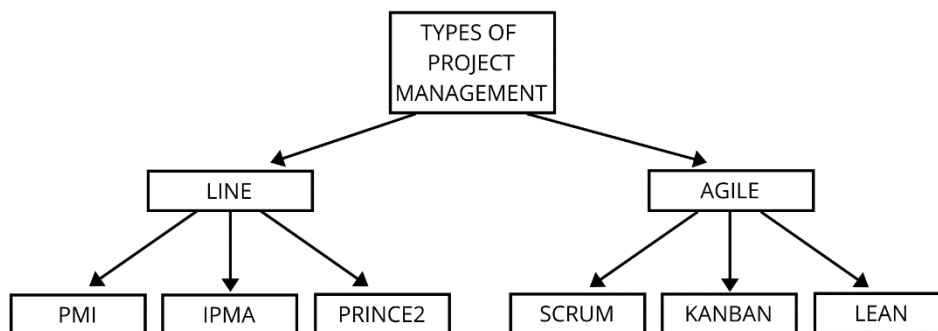 TYPES OF
PROJECT
MANAGEMENT
LINE
AGILE
PMI
IPMA
PRINCE2
SCRUM
KANBAN
LEAN